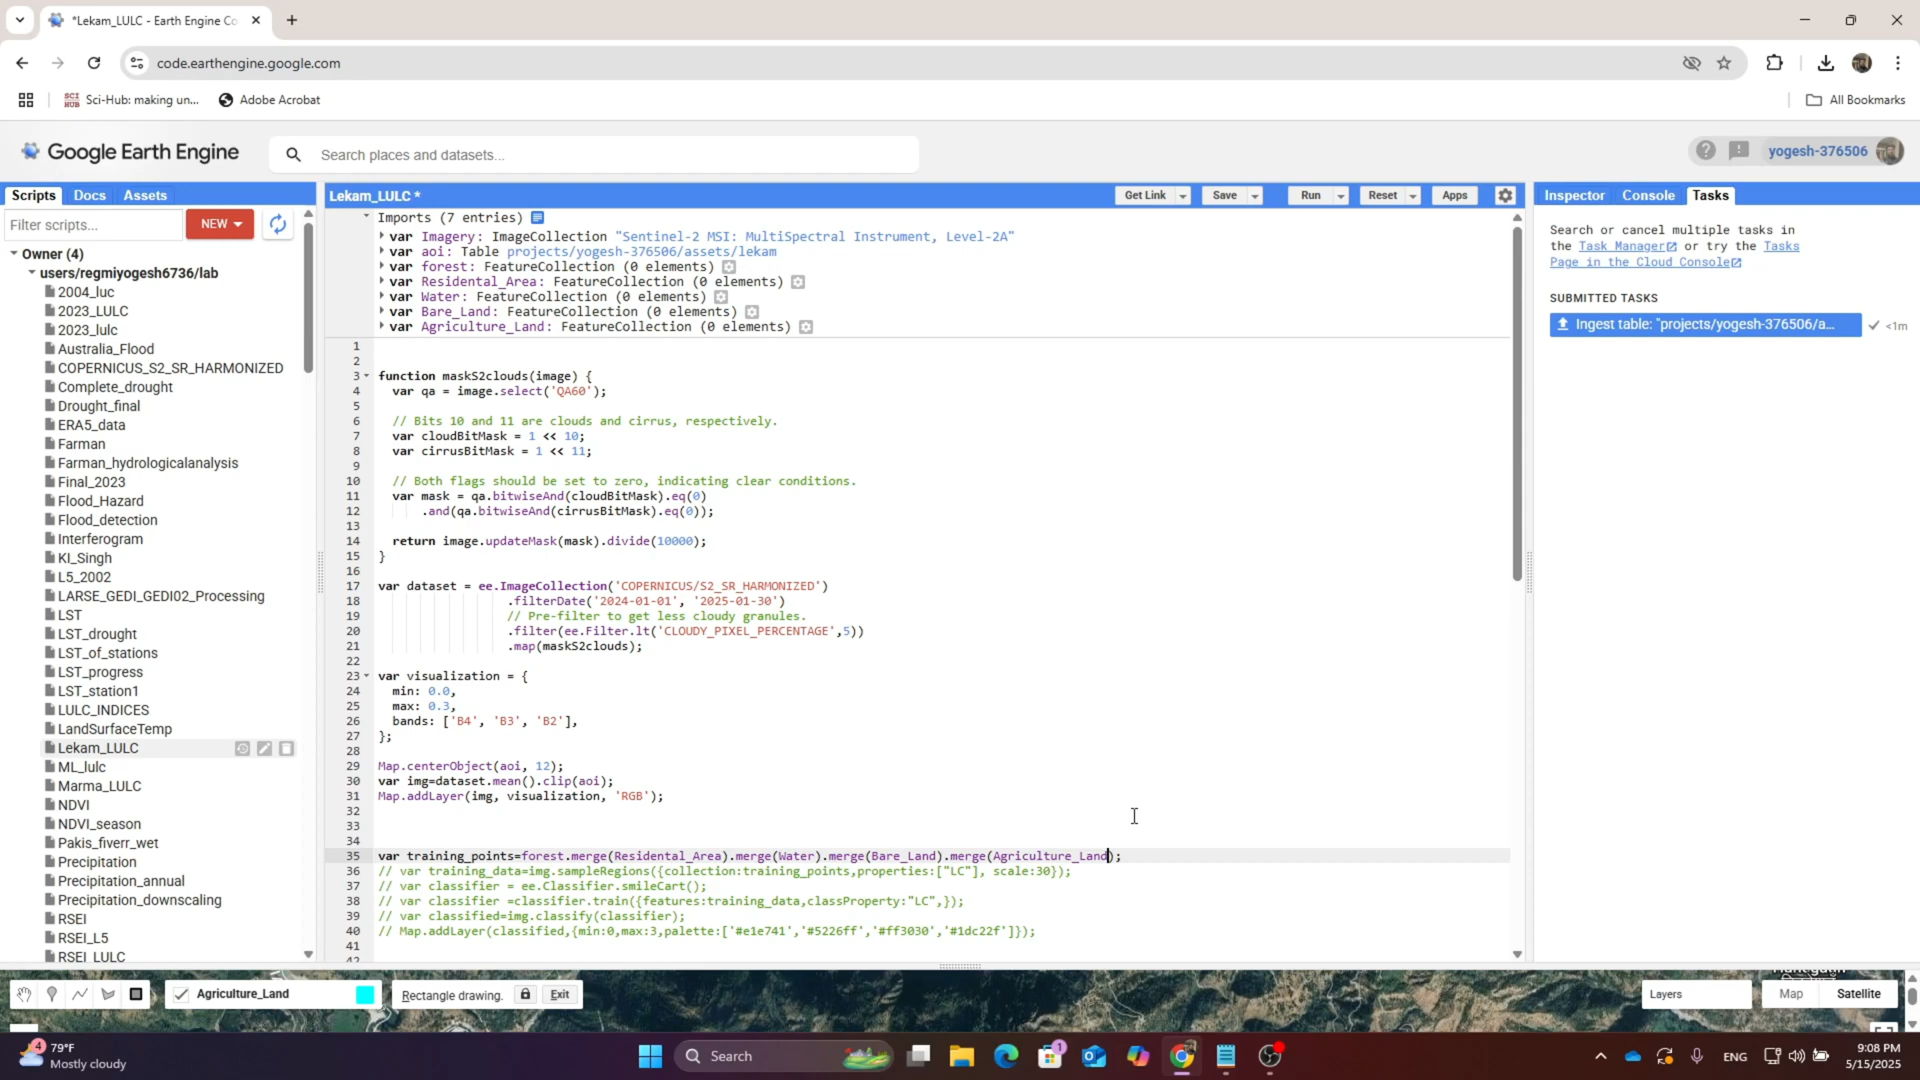 *Lekam_LULC - Earth Engine Co
code.earthengine.google.com
SCI HUB Sci-Hub: making un...
Adobe Acrobat
All Bookmarks
Google Earth Engine
Search places and datasets...
yogesh-376506
Scripts Docs Assets
Filter scripts...
NEW
Owner (4)
users/regmiyogesh6736/lab
2004_luc
2023_LULC
2023_lulc
Australia_Flood
COPERNICUS_S2_SR_HARMONIZED
Complete_drought
Drought_final
ERA5_data
Farman
Farman_hydrologicalanalysis
Final_2023
Flood_Hazard
Flood_detection
Interferogram
KI_Singh
L5_2002
LARSE_GEDI_GEDI02_Processing
LST
LST_drought
LST_of_stations
LST_progress
LST_station1
LULC_INDICES
LandSurfaceTemp
Lekam_LULC
ML_lulc
Marma_LULC
NDVI
NDVI_season
Pakis_fiverr_wet
Precipitation
Precipitation_annual
Precipitation_downscaling
RSEI
RSEI_L5
RSEI_LULC
Lekam_LULC *
Get Link Save Run Reset Apps
Imports (7 entries)
var Imagery: ImageCollection "Sentinel-2 MSI: MultiSpectral Instrument, Level-2A"
var aoi: Table projects/yogesh-376506/assets/lekam
var forest: FeatureCollection (0 elements)
var Residental_Area: FeatureCollection (0 elements)
var Water: FeatureCollection (0 elements)
var Bare_Land: FeatureCollection (0 elements)
var Agriculture_Land: FeatureCollection (0 elements)
1
2
3 function maskS2clouds(image) {
4 var qa = image.select('QA60');
5
6 // Bits 10 and 11 are clouds and cirrus, respectively.
7 var cloudBitMask = 1 << 10;
8 var cirrusBitMask = 1 << 11;
9
10 // Both flags should be set to zero, indicating clear conditions.
11 var mask = qa.bitwiseAnd(cloudBitMask).eq(0)
12 .and(qa.bitwiseAnd(cirrusBitMask).eq(0));
13
14 return image.updateMask(mask).divide(10000);
15 }
16
17 var dataset = ee.ImageCollection('COPERNICUS/S2_SR_HARMONIZED')
18 .filterDate('2024-01-01', '2025-01-30')
19 // Pre-filter to get less cloudy granules.
20 .filter(ee.Filter.lt('CLOUDY_PIXEL_PERCENTAGE',5))
21 .map(maskS2clouds);
22
23 var visualization = {
24 min: 0.0,
25 max: 0.3,
26 bands: ['B4', 'B3', 'B2'],
27 };
28
29 Map.centerObject(aoi, 12);
30 var img=dataset.mean().clip(aoi);
31 Map.addLayer(img, visualization, 'RGB');
32
33
34
35 var training_points=forest.merge(Residental_Area).merge(Water).merge(Bare_Land).merge(Agriculture_Land);
36 // var training_data=img.sampleRegions({collection:training_points,properties:["LC"], scale:30});
37 // var classifier = ee.Classifier.smileCart();
38 // var classifier =classifier.train({features:training_data,classProperty:"LC",});
39 // var classified=img.classify(classifier);
40 // Map.addLayer(classified,{min:0,max:3,palette:['#e1e741','#5226ff','#ff3030','#1dc22f']});
41
42
Inspector Console Tasks
Search or cancel multiple tasks in
the Task Manager or try the Tasks
Page in the Cloud Console
SUBMITTED TASKS
Ingest table: "projects/yogesh-376506/a... <1m
Agriculture_Land
Rectangle drawing. Exit
Layers
Map Satellite
4
79°F
Mostly cloudy
Search
1
ENG
9:08 PM
5/15/2025